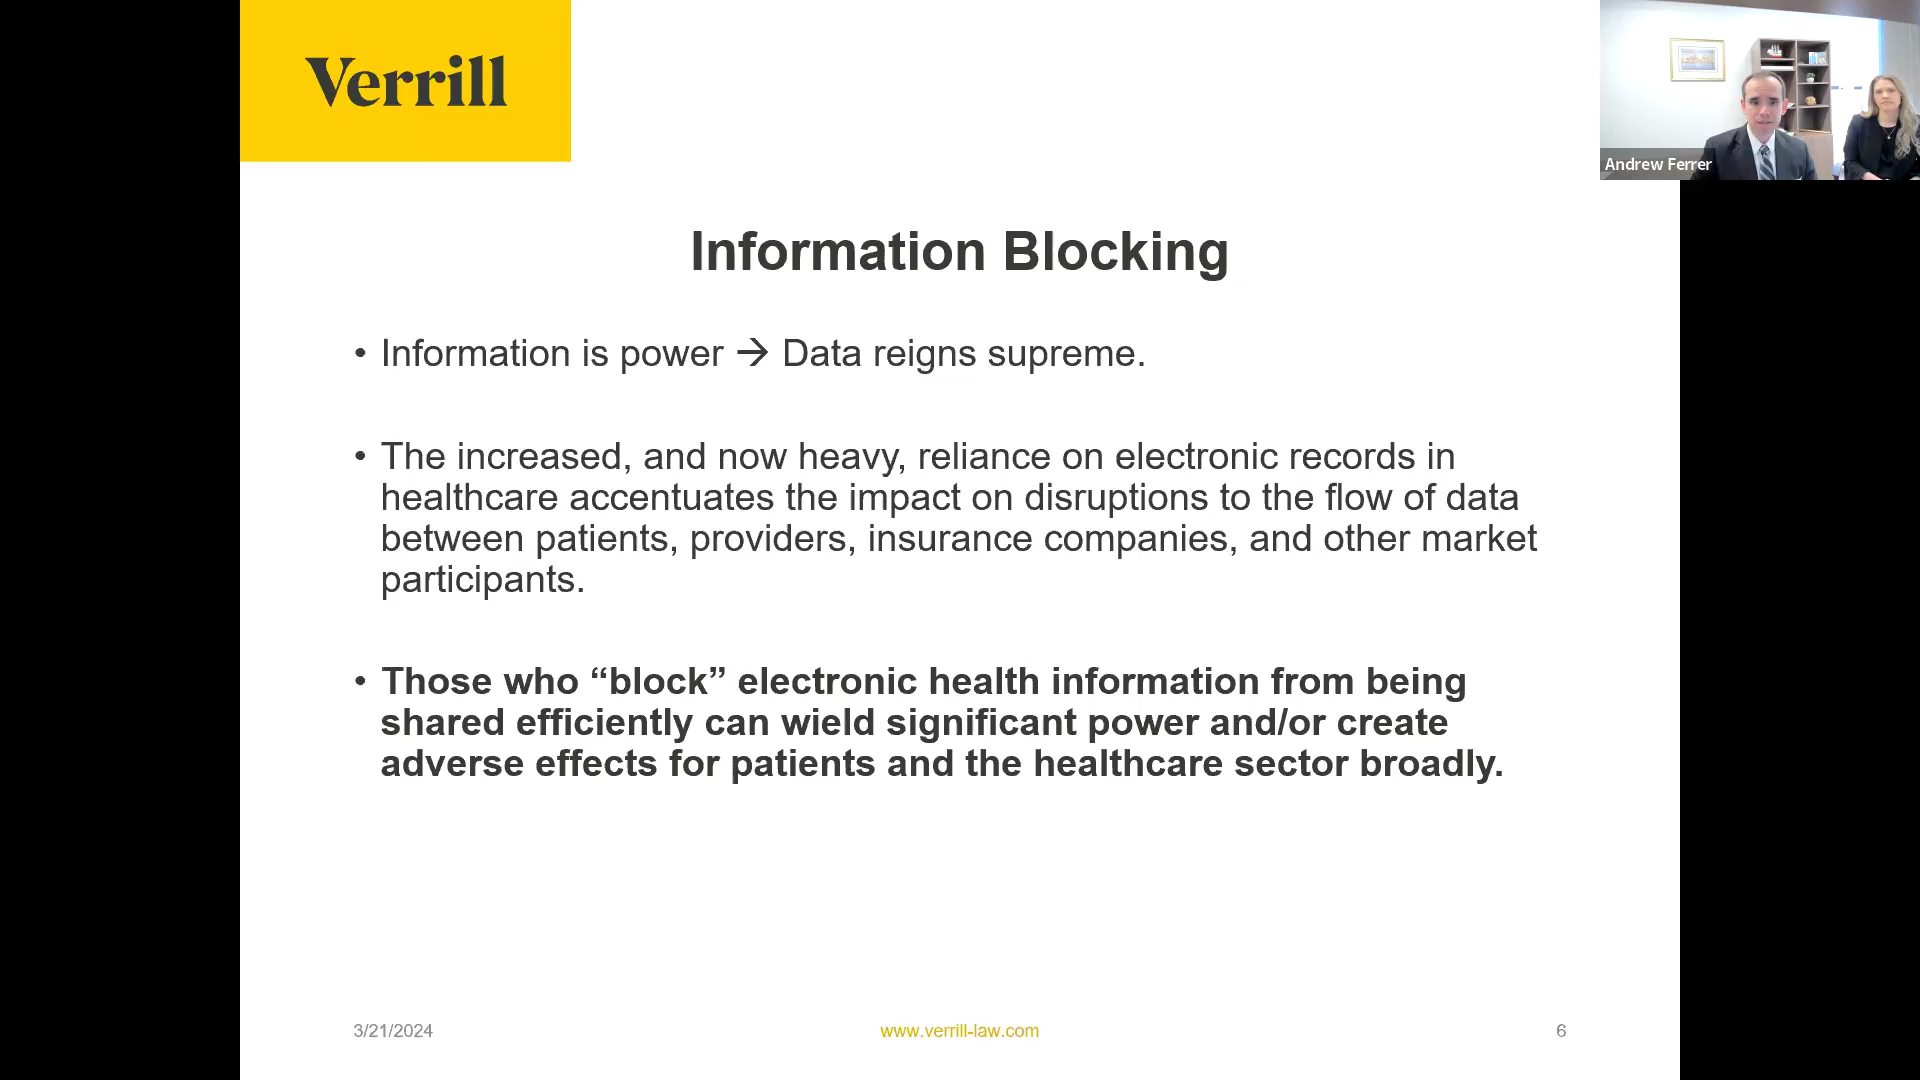 Verrill
Andrew Ferrer
Information Blocking
• Information is power → Data reigns supreme.
• The increased, and now heavy, reliance on electronic records in
healthcare accentuates the impact on disruptions to the flow of data
between patients, providers, insurance companies, and other market
participants.
• Those who “block” electronic health information from being
shared efficiently can wield significant power and/or create
adverse effects for patients and the healthcare sector broadly.
3/21/2024
www.verrill-law.com
6